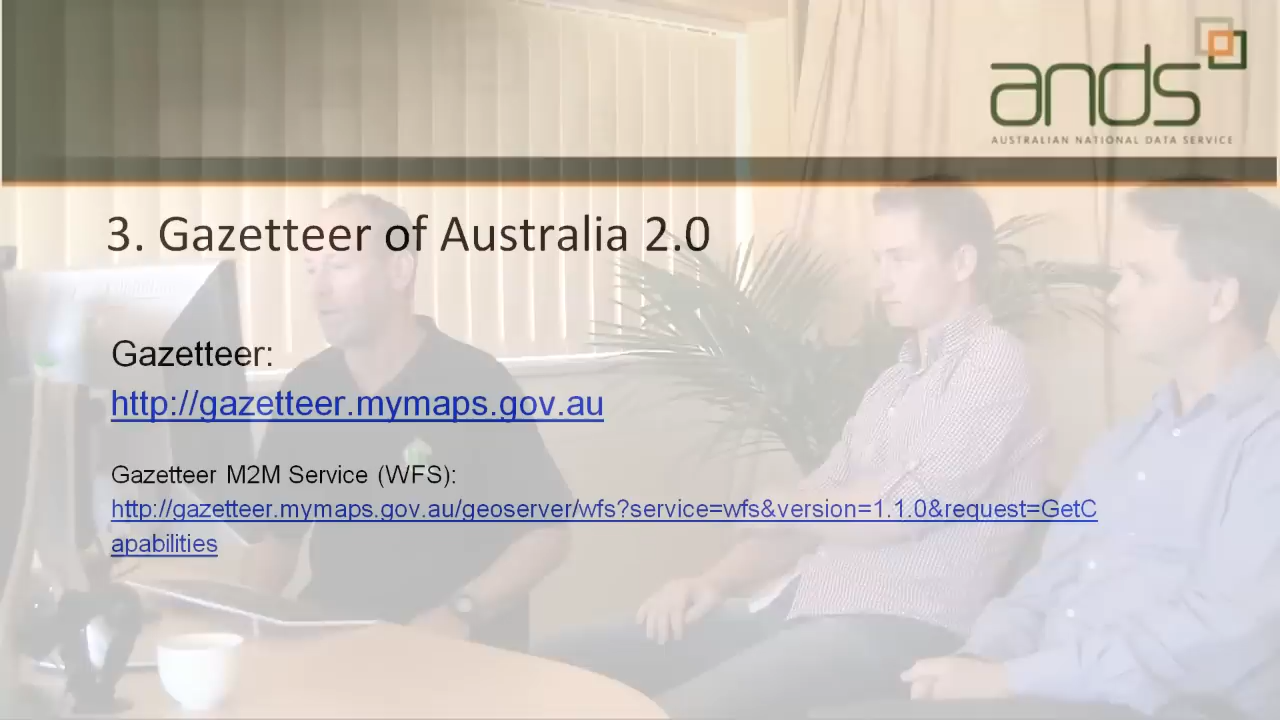 ands
AUSTRALIAN NATIONAL DATA SERVICE
3. Gazetteer of Australia 2.0
Gazetteer:
http://gazetteer.mymaps.gov.au
Gazetteer M2M Service (WFS):
http://gazetteer.mymaps.gov.au/geoserver/wfs?service=wfs&version=1.1.0&request=GetC
apabilities